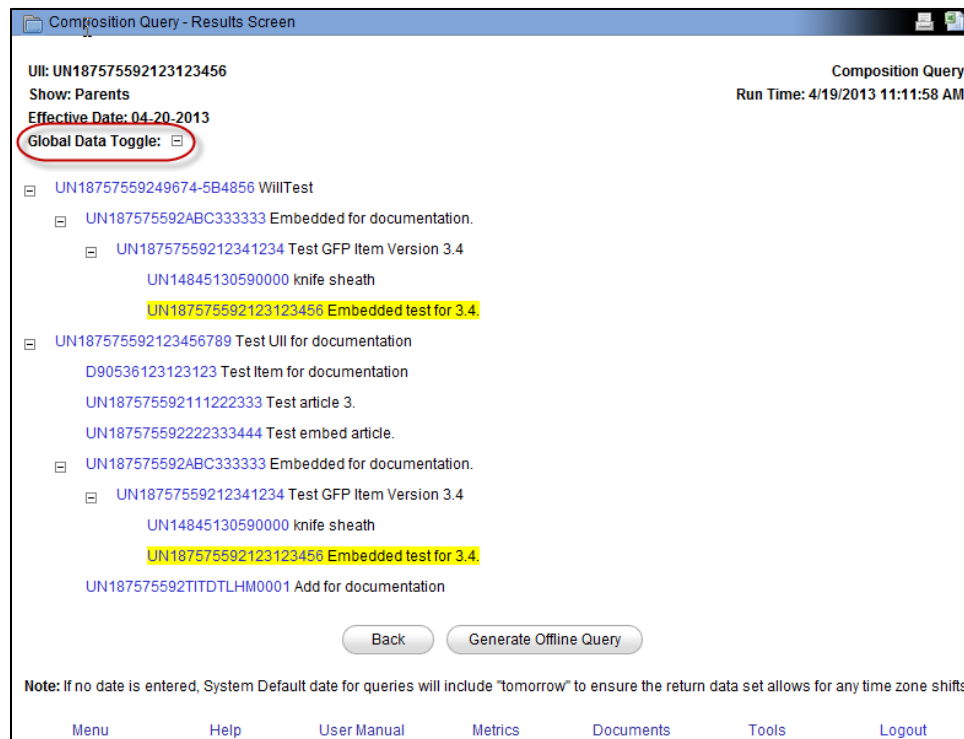 Composition Query - Results Screen
UII: UN187575592123123456
Composition Query
Show: Parents
Run Time: 4/19/2013 11:11:58 AM
Effective Date: 04-20-2013
Global Data Toggle:
UN18757559249674-5B4856 WillTest
UN187575592ABC333333 Embedded for documentation.
UN18757559212341234 Test GFP Item Version 3.4
UN14845130590000 knife sheath
UN187575592123123456 Embedded test for 3.4.
UN187575592123456789 Test UII for documentation
D90536123123123 Test Item for documentation
UN187575592111222333 Test article 3.
UN187575592222333444 Test embed article.
UN187575592ABC333333 Embedded for documentation.
UN18757559212341234 Test GFP Item Version 3.4
UN14845130590000 knife sheath
UN187575592123123456 Embedded test for 3.4.
UN187575592TITDTLHM0001 Add for documentation
Back Generate Offline Query
Note: If no date is entered, System Default date for queries will include "tomorrow" to ensure the return data set allows for any time zone shifts
Menu Help User Manual Metrics Documents Tools Logout